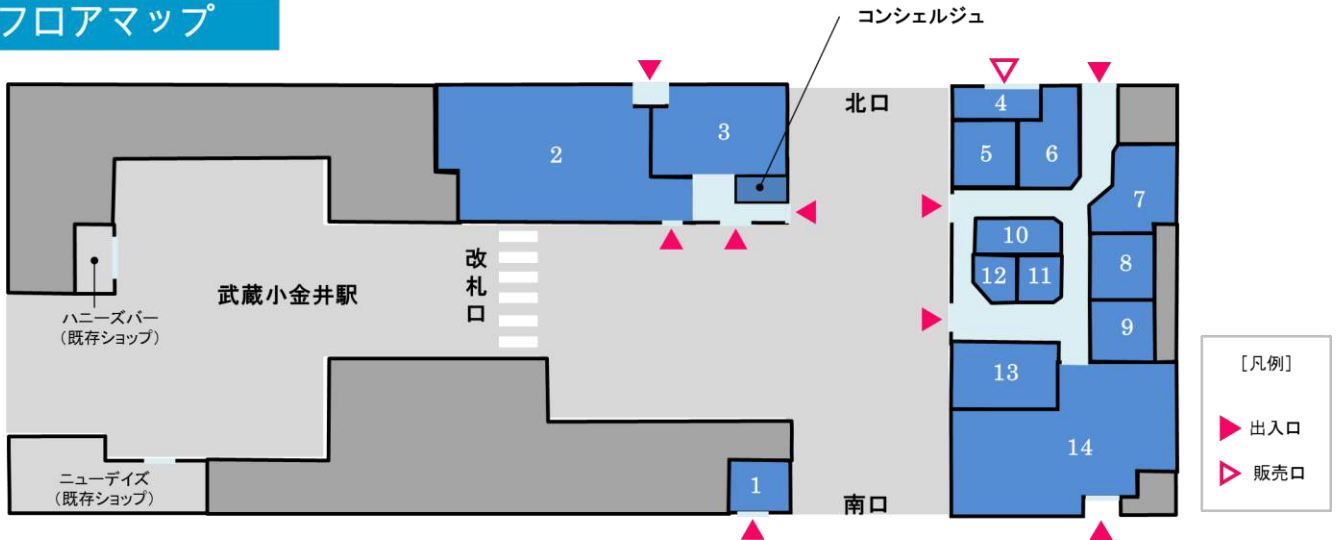 フロアマップ
コンシェルジュ
北口
4
3
2
5
6
7
10
8
12
11
改札口
武蔵小金井駅
ハニーズバー
(既存ショップ)
9
13
[凡例]
出入口
14
販売口
ニューデイズ
(既存ショップ)
1
南口